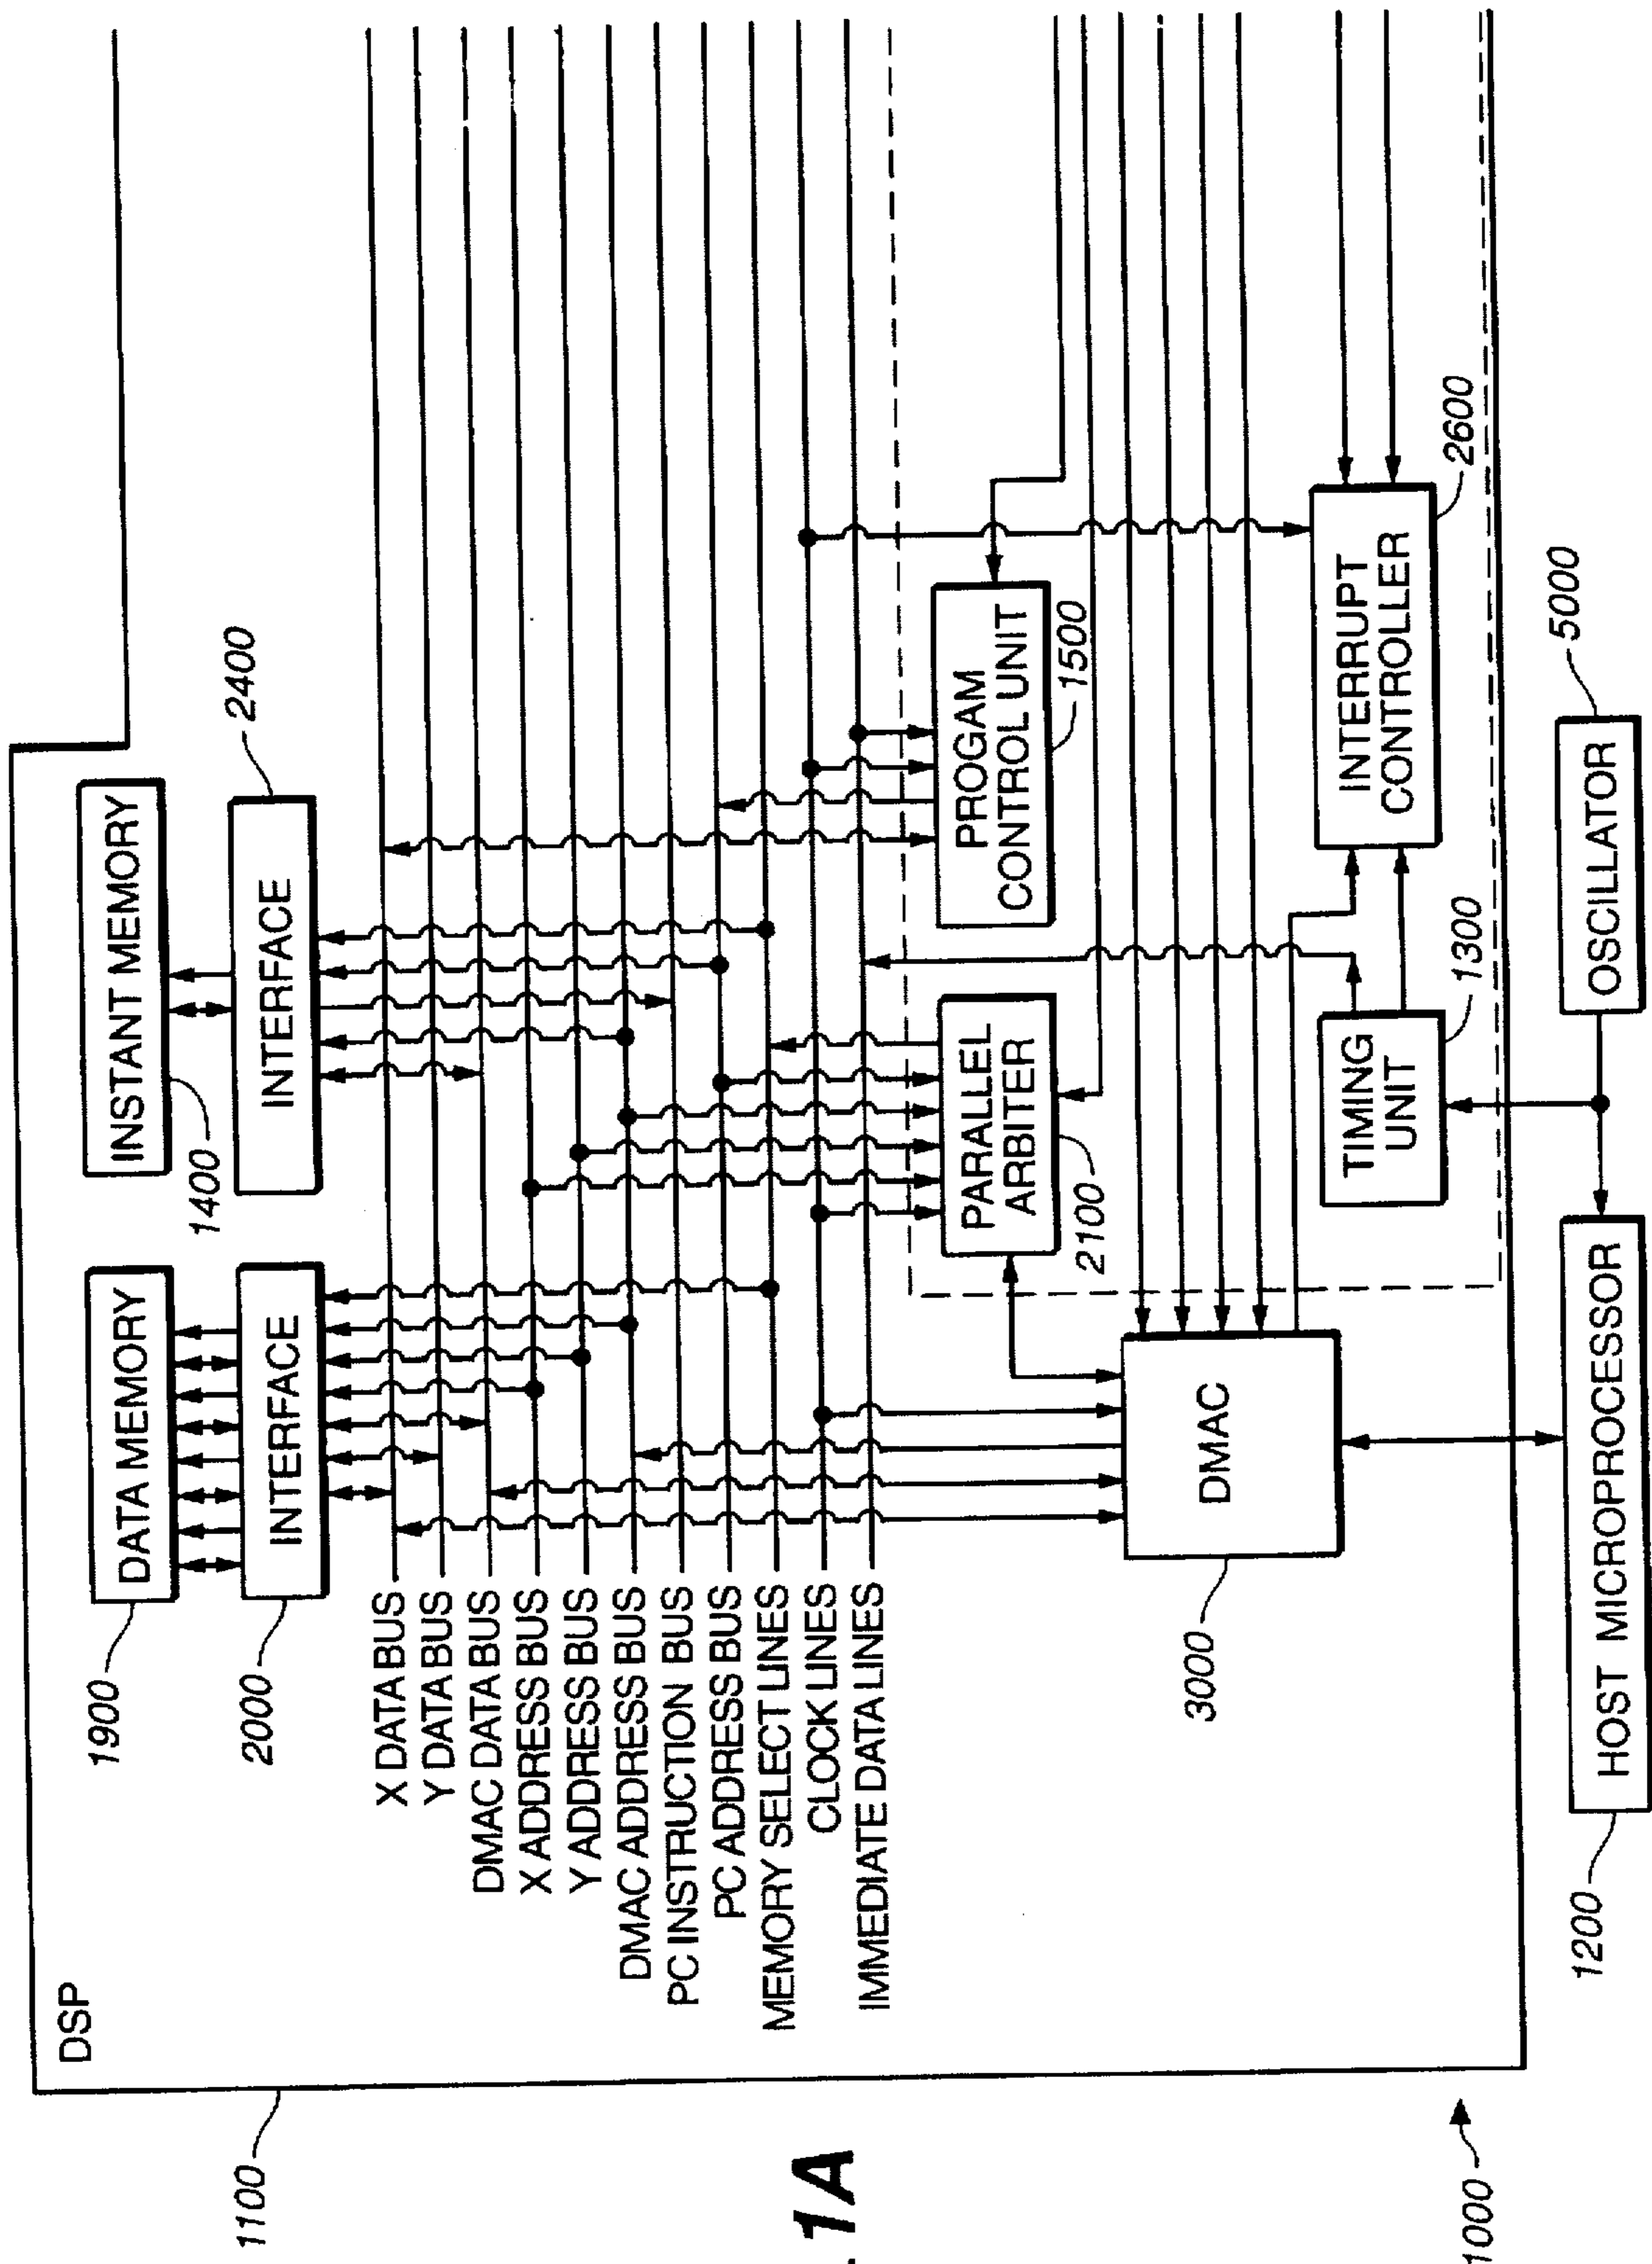 DSP
1100
1900
DATA MEMORY
INSTANT MEMORY
1400
2000
INTERFACE
INTERFACE
2400
X DATA BUS
Y DATA BUS
DMAC DATA BUS
X ADDRESS BUS
Y ADDRESS BUS
DMAC ADDRESS BUS
PC INSTRUCTION BUS
PC ADDRESS BUS
MEMORY SELECT LINES
CLOCK LINES
IMMEDIATE DATA LINES
PARALLEL
ARBITER
2100
PROGAM
CONTROL UNIT
1500
DMAC
3000
TIMING
UNIT
1300
INTERRUPT
CONTROLLER
2600
1200
HOST MICROPROCESSOR
OSCILLATOR
5000
1000
. 1A